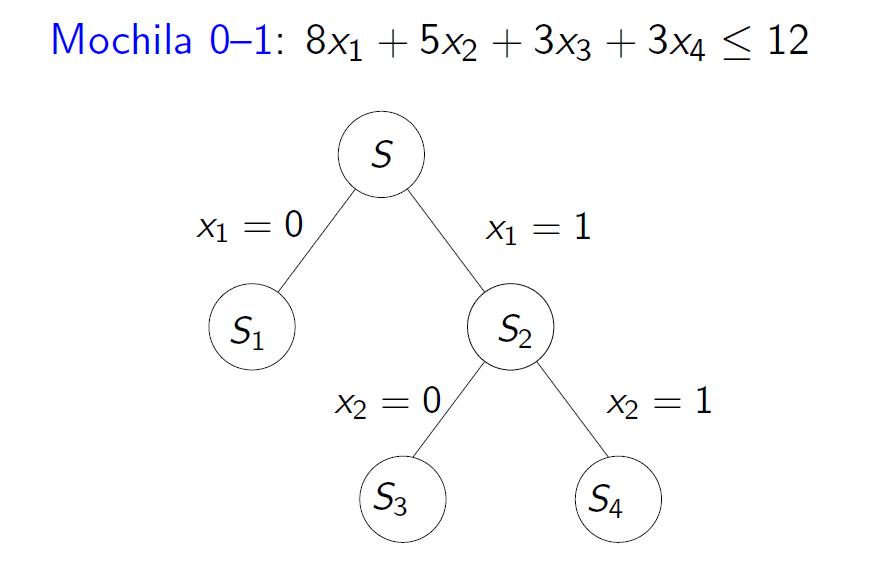 Mochila 0–1: 8x₁ + 5x₂ + 3x₃ + 3x₄ ≤ 12
S
x₁ = 0
x₁ = 1
S₁
S₂
x₂ = 0
x₂ = 1
S₃
S₄